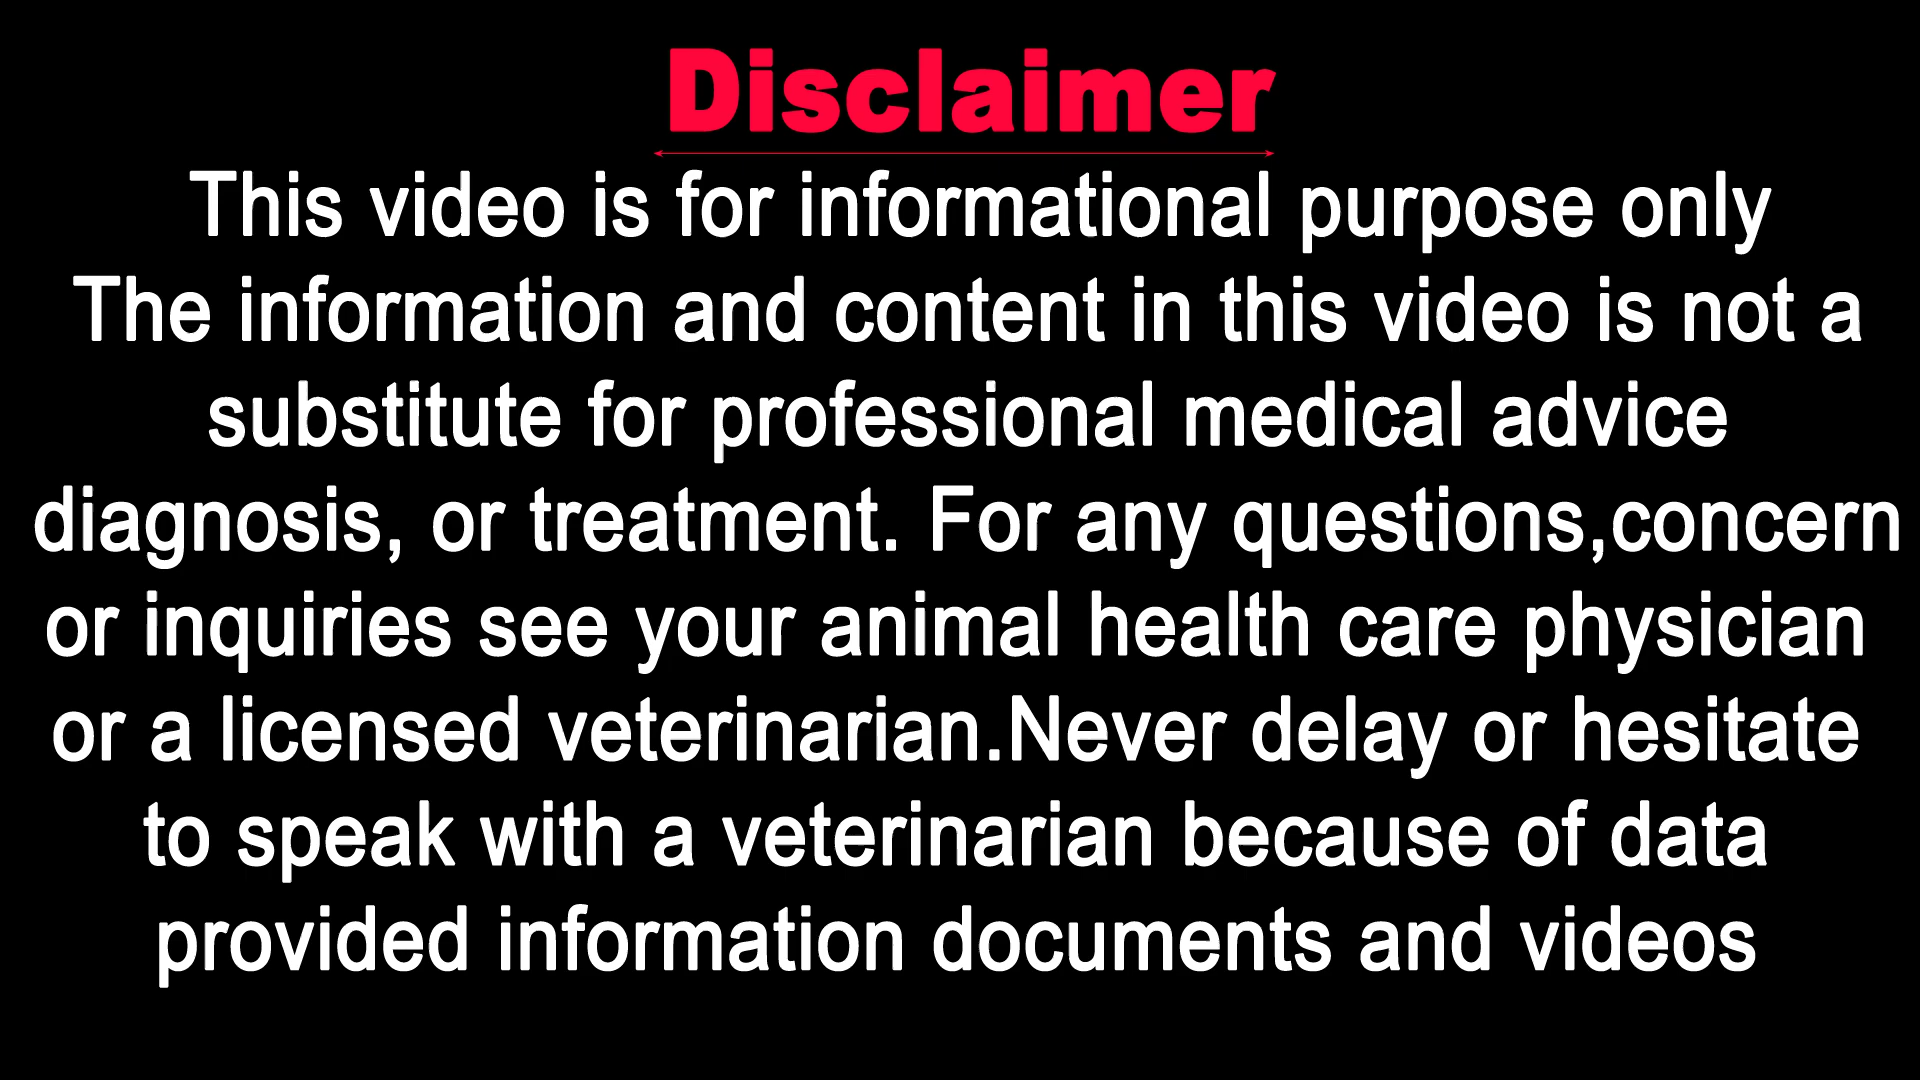 Disclaimer
This video is for informational purpose only
The information and content in this video is not a
substitute for professional medical advice
diagnosis, or treatment. For any questions,concern
or inquiries see your animal health care physician
or a licensed veterinarian.Never delay or hesitate
to speak with a veterinarian because of data
provided information documents and videos